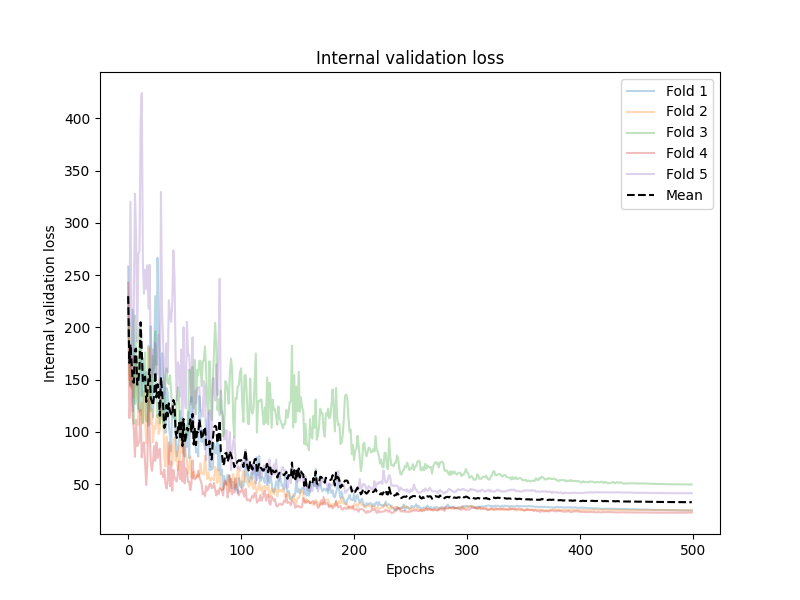 Internal validation loss
Fold 1
Fold 2
Fold 3
Fold 4
Fold 5
Mean
Internal validation loss
400
350
300
250
200
150
100
50
0
100
200
300
400
500
Epochs